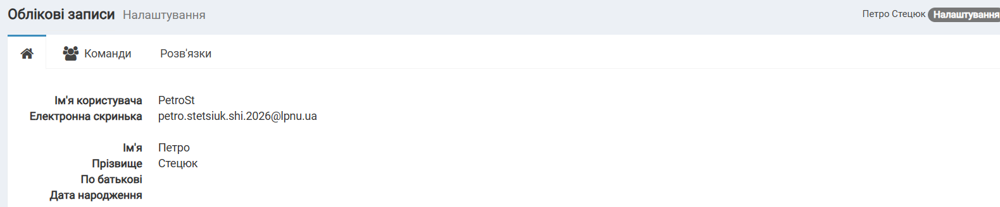 Облікові записи Налаштування
Петро Стецюк Налаштування
Команди Розв'язки
Ім'я користувача PetroSt
Електронна скринька petro.stetsiuk.shi.2026@lpnu.ua
Ім'я Петро
Прізвище Стецюк
По батькові
Дата народження